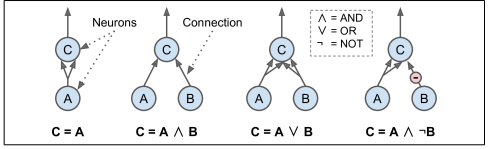 Neurons
Connection
∧ = AND
∨ = OR
¬ = NOT
C
C
C
C
A
A
B
A
B
A
B
-
C = A
C = A ∧ B
C = A ∨ B
C = A ∧ ¬B